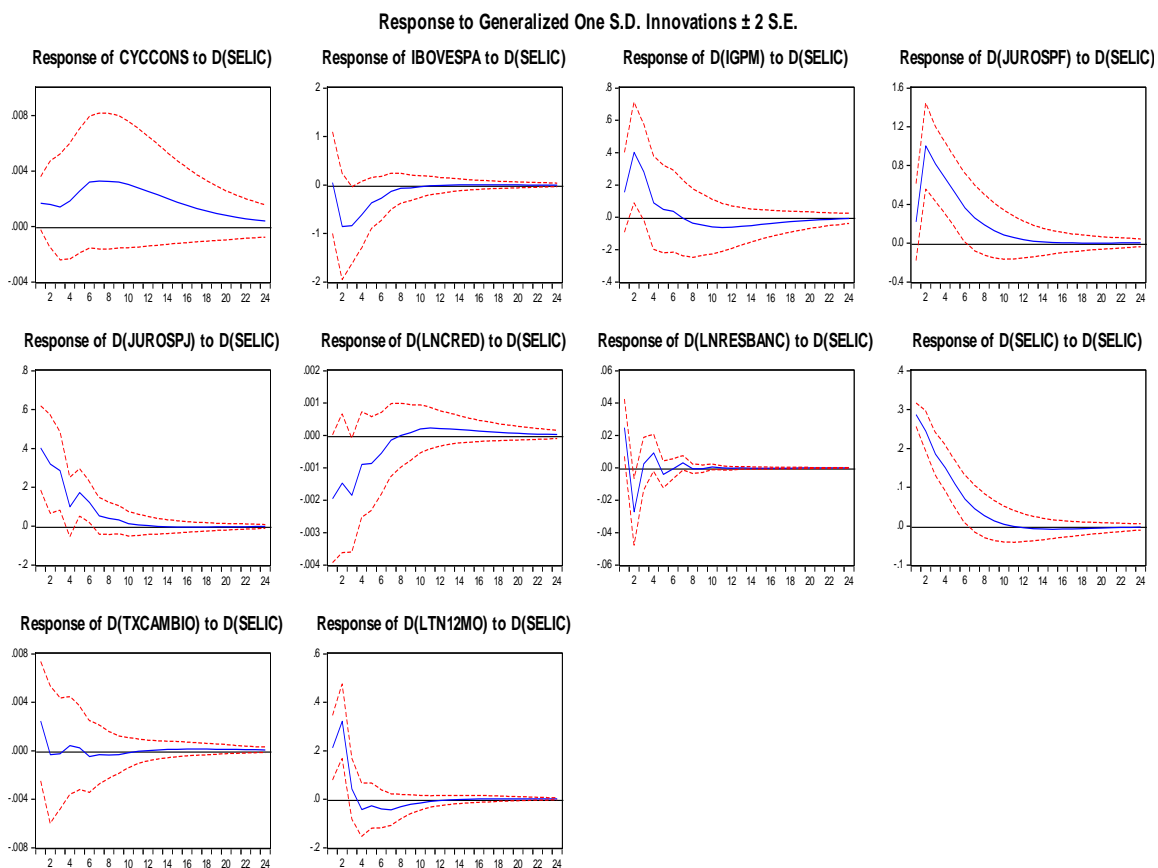 Response to Generalized One S.D. Innovations ± 2 S.E.
Response of CYCCONS to D(SELIC)
.008
.004
.000
-.004
2 4 6 8 10 12 14 16 18 20 22 24
Response of IBOVESPA to D(SELIC)
2
1
0
-1
-2
2 4 6 8 10 12 14 16 18 20 22 24
Response of D(IGPM) to D(SELIC)
.8
.6
.4
.2
.0
-.2
-.4
2 4 6 8 10 12 14 16 18 20 22 24
Response of D(JUROSPF) to D(SELIC)
1.6
1.2
0.8
0.4
0.0
-0.4
2 4 6 8 10 12 14 16 18 20 22 24
Response of D(JUROSPJ) to D(SELIC)
.8
.6
.4
.2
.0
-.2
2 4 6 8 10 12 14 16 18 20 22 24
Response of D(LNCRED) to D(SELIC)
.002
.001
.000
-.001
-.002
-.003
-.004
2 4 6 8 10 12 14 16 18 20 22 24
Response of D(LNRESBANC) to D(SELIC)
.06
.04
.02
.00
-.02
-.04
-.06
2 4 6 8 10 12 14 16 18 20 22 24
Response of D(SELIC) to D(SELIC)
.4
.3
.2
.1
.0
-.1
2 4 6 8 10 12 14 16 18 20 22 24
Response of D(TXCAMBIO) to D(SELIC)
.008
.004
.000
-.004
-.008
2 4 6 8 10 12 14 16 18 20 22 24
Response of D(LTN12MO) to D(SELIC)
.6
.4
.2
.0
-.2
2 4 6 8 10 12 14 16 18 20 22 24